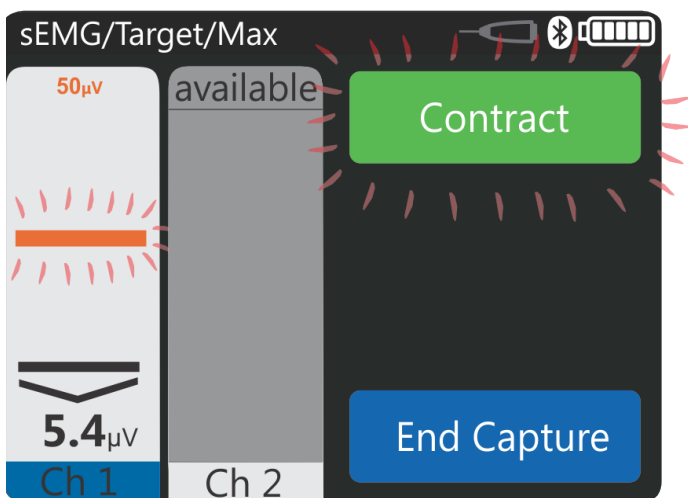 sEMG/Target/Max
50µV
available
Contract
5.4µV
End Capture
Ch 1
Ch 2